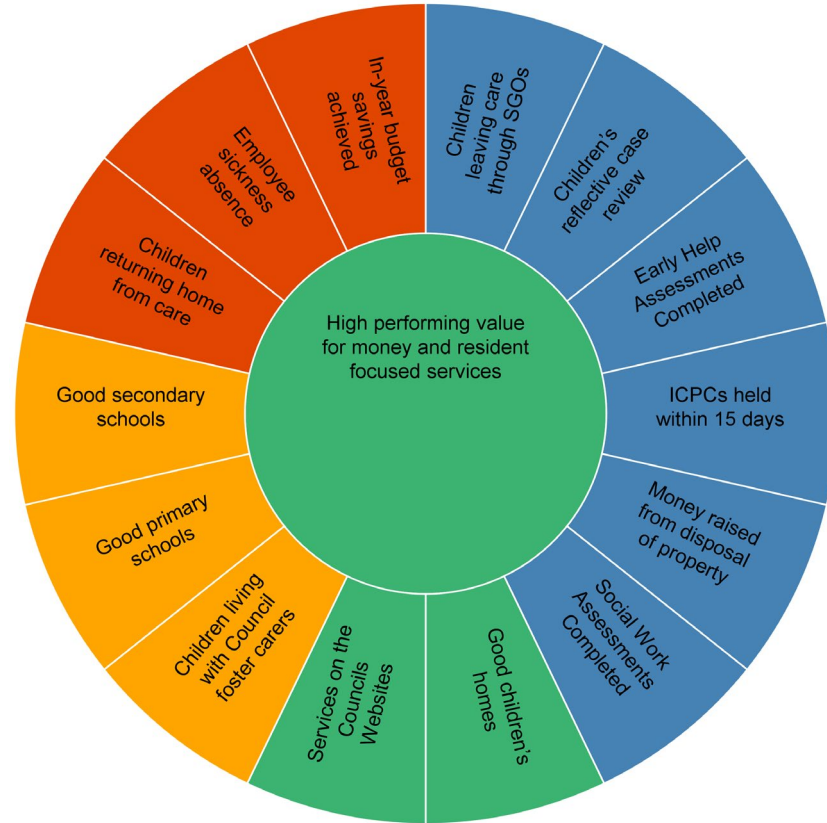 High performing value
for money and resident
focused services
Children
leaving care
through SGOs
Children's
reflective case
review
Early Help
Assessments
Completed
ICPCs held
within 15 days
Money raised
from disposal
of property
Social Work
Assessments
Completed
Good children's
homes
Services on the
Councils
Websites
Children living
with Council
foster carers
Good primary
schools
Good secondary
schools
Children
returning home
from care
Employee
sickness
absence
In-year budget
savings
achieved